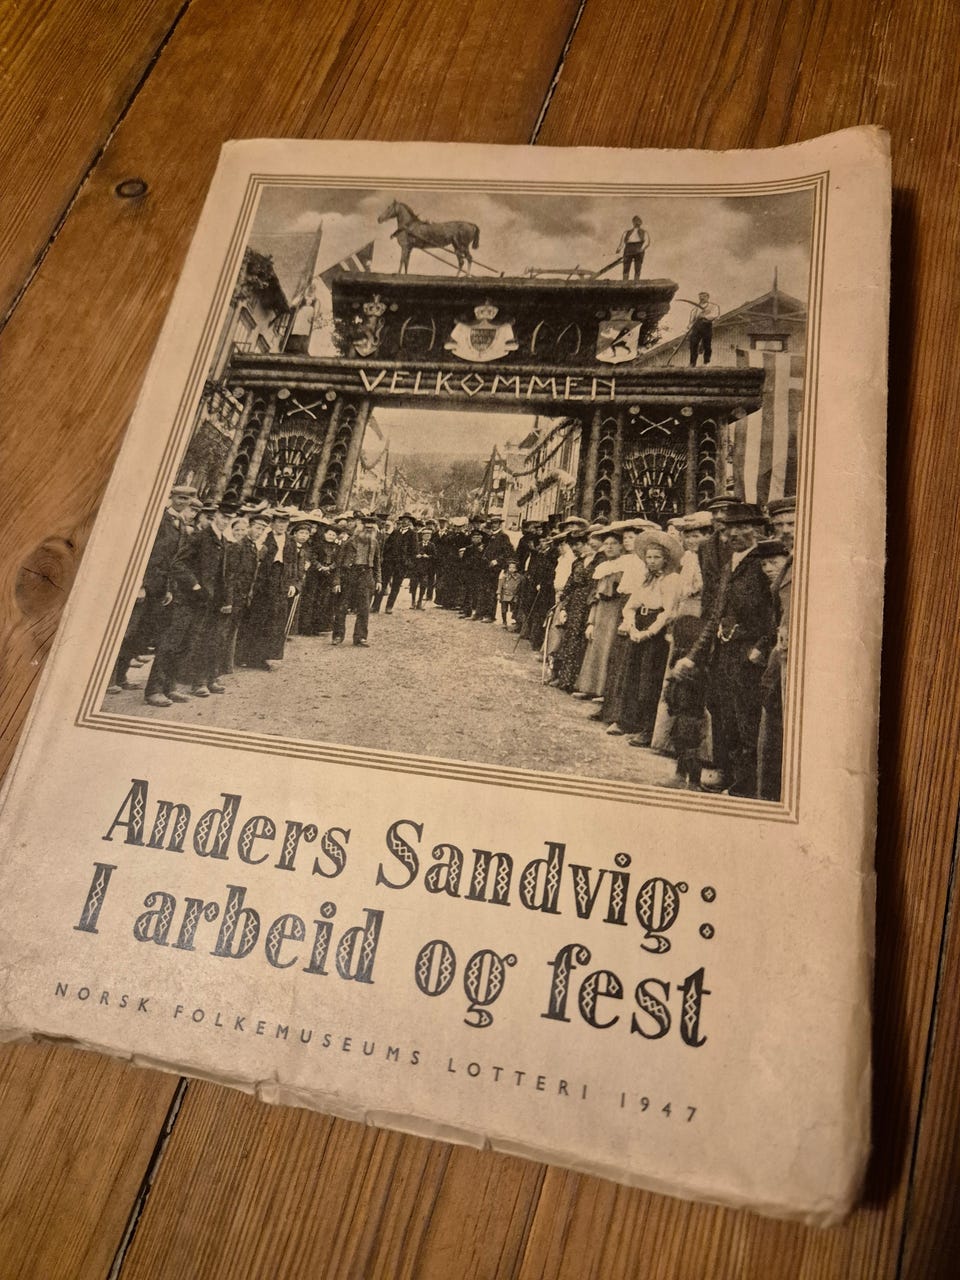 VELKOMMEN
Anders Sandvig:
I arbeid og fest
NORSK FOLKEMUSEUMS LOTTERI 1947